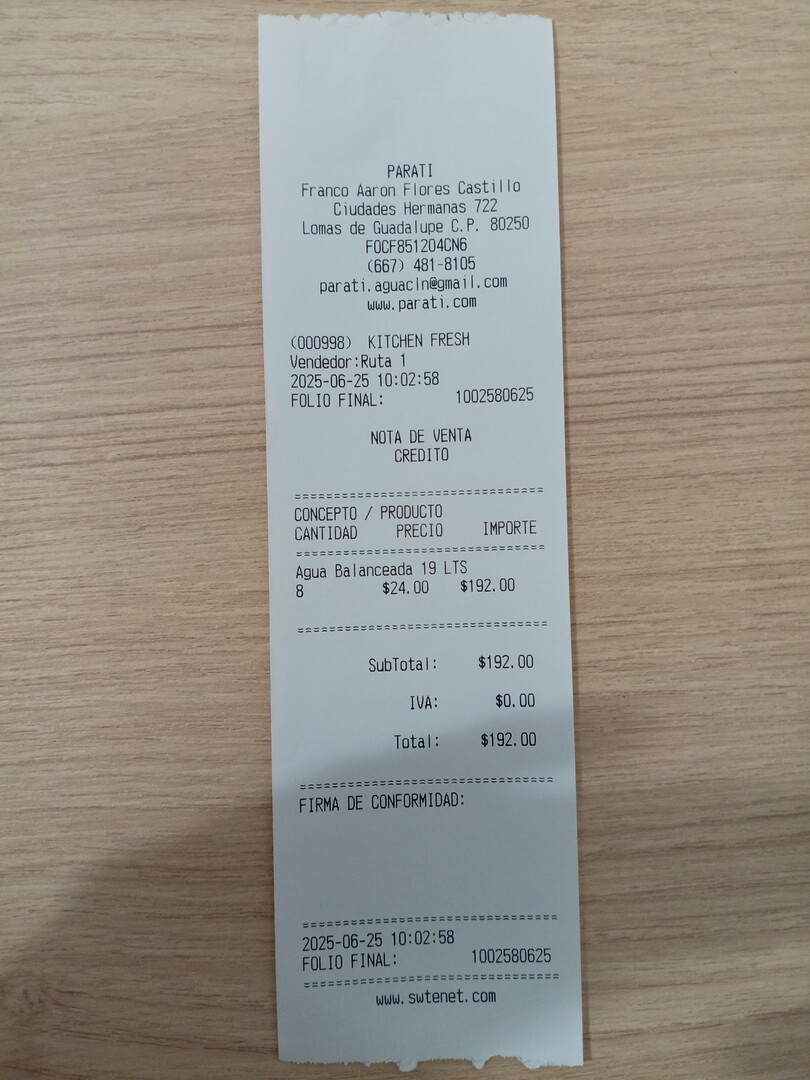 PARATI
Franco Aaron Flores Castillo
Ciudades Hermanas 722
Lomas de Guadalupe C.P. 80250
FOCF851204CN6
(667) 481-8105
parati.aguacln@gmail.com
www.parati.com
(000998) KITCHEN FRESH
Vendedor:Ruta 1
2025-06-25 10:02:58
FOLIO FINAL: 1002580625
NOTA DE VENTA
CREDITO
================================
CONCEPTO / PRODUCTO
CANTIDAD PRECIO IMPORTE
================================
Agua Balanceada 19 LTS
8 $24.00 $192.00
================================
SubTotal: $192.00
IVA: $0.00
Total: $192.00
================================
FIRMA DE CONFORMIDAD:
================================
2025-06-25 10:02:58
FOLIO FINAL: 1002580625
================================
www.swtenet.com